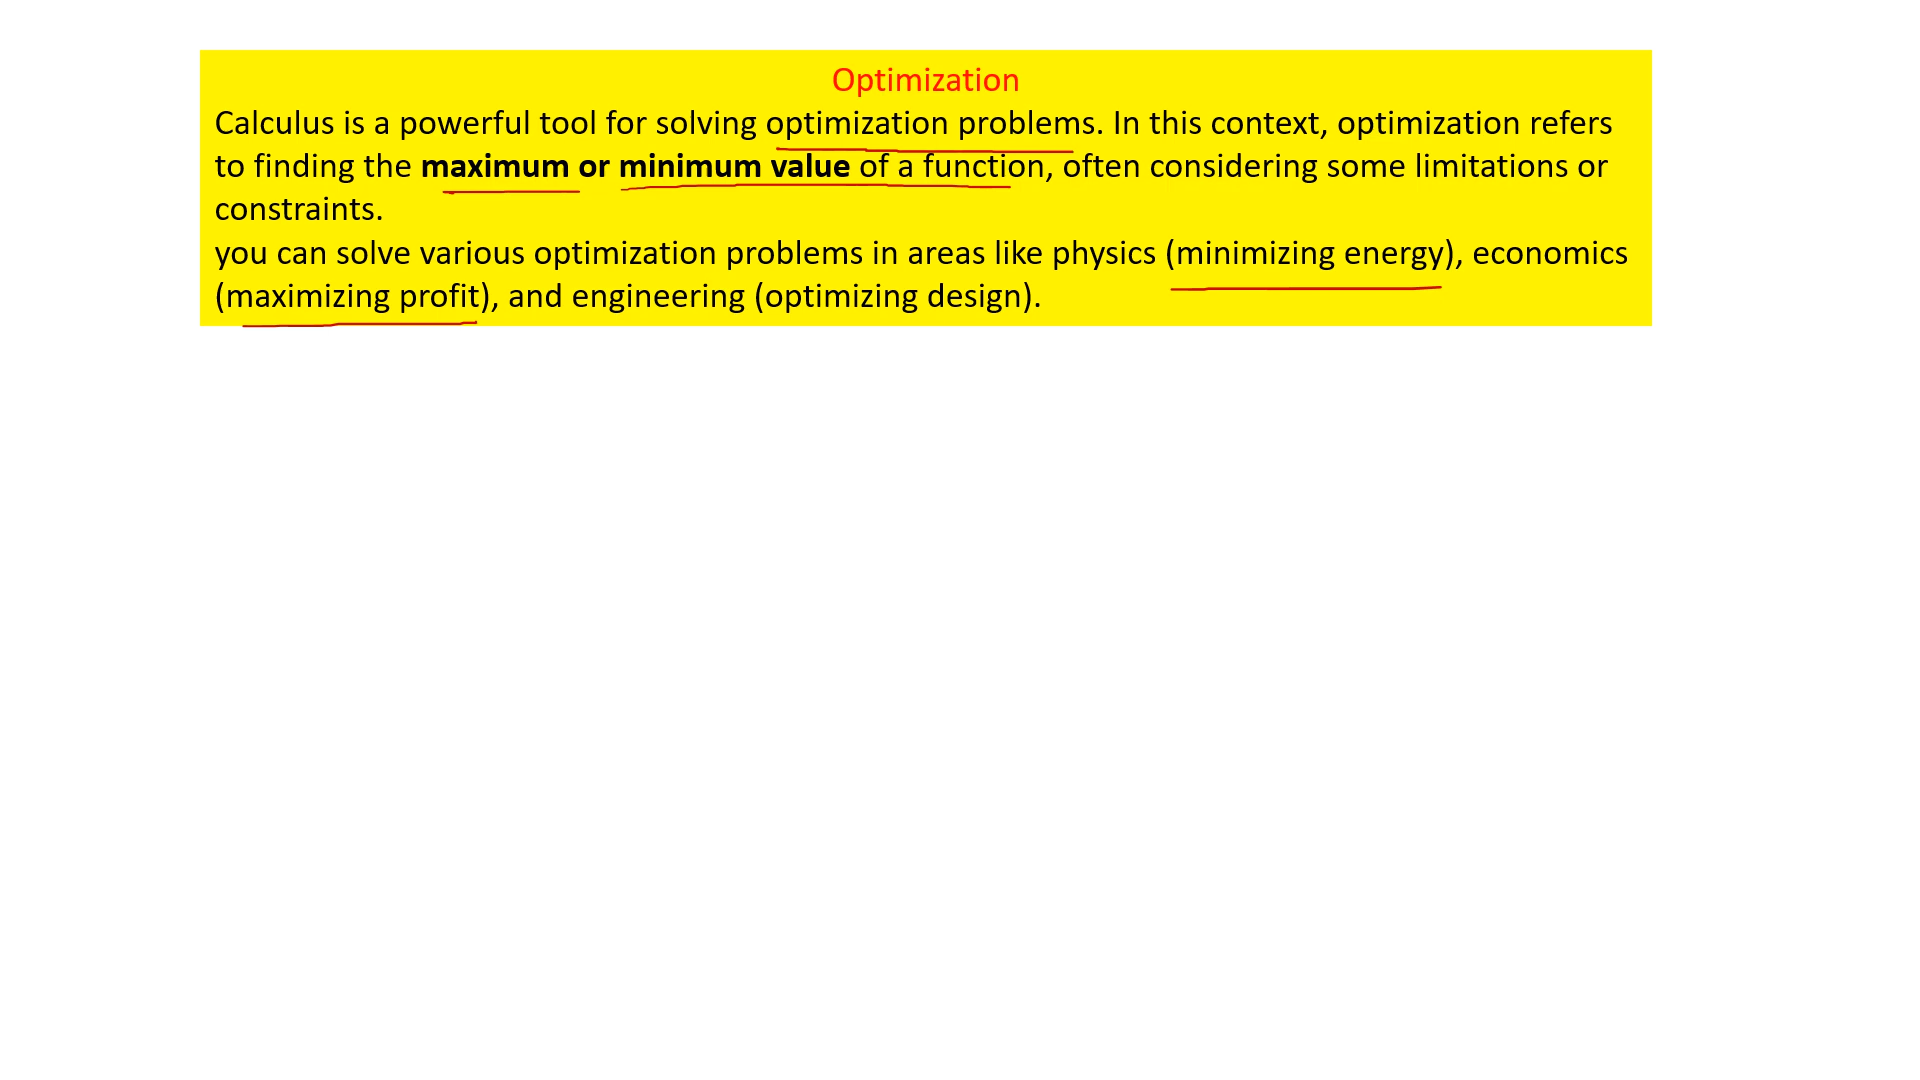 Optimization
Calculus is a powerful tool for solving optimization problems. In this context, optimization refers
to finding the maximum or minimum value of a function, often considering some limitations or
constraints.
you can solve various optimization problems in areas like physics (minimizing energy), economics
(maximizing profit), and engineering (optimizing design).